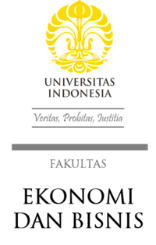 UNIVERSITAS
INDONESIA
Veritas, Probitas, Iustitia
FAKULTAS
EKONOMI
DAN BISNIS